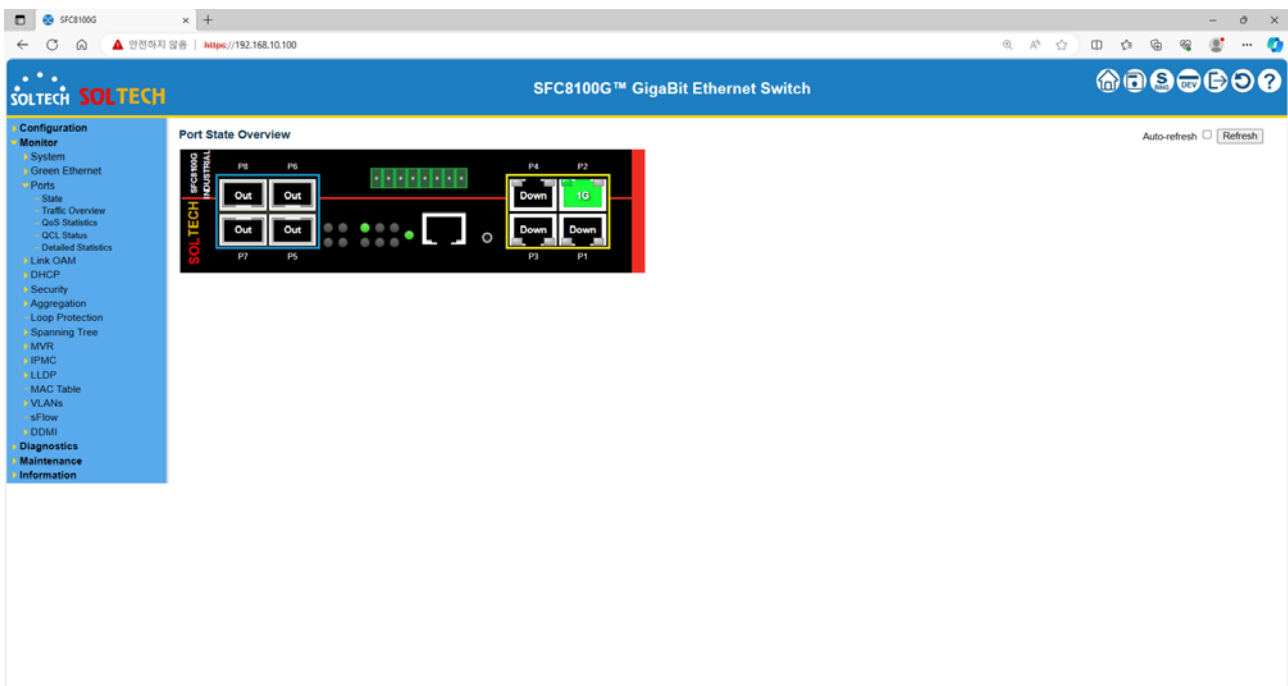 SFC8100G
안전하지 않음 | https://192.168.10.100
SOLTECH SOLTECH
SFC8100G™ GigaBit Ethernet Switch
S RING DEV ?
Configuration
Monitor
System
Green Ethernet
Ports
State
Traffic Overview
QoS Statistics
QCL Status
Detailed Statistics
Link OAM
DHCP
Security
Aggregation
Loop Protection
Spanning Tree
MVR
IPMC
LLDP
MAC Table
VLANs
sFlow
DDMI
Diagnostics
Maintenance
Information
Port State Overview
Auto-refresh Refresh
SOLTECH SFC8100G
INDUSTRIAL
P8 P6 P4 P2
Out Out Down 1G
Out Out Down Down
P7 P5 P3 P1